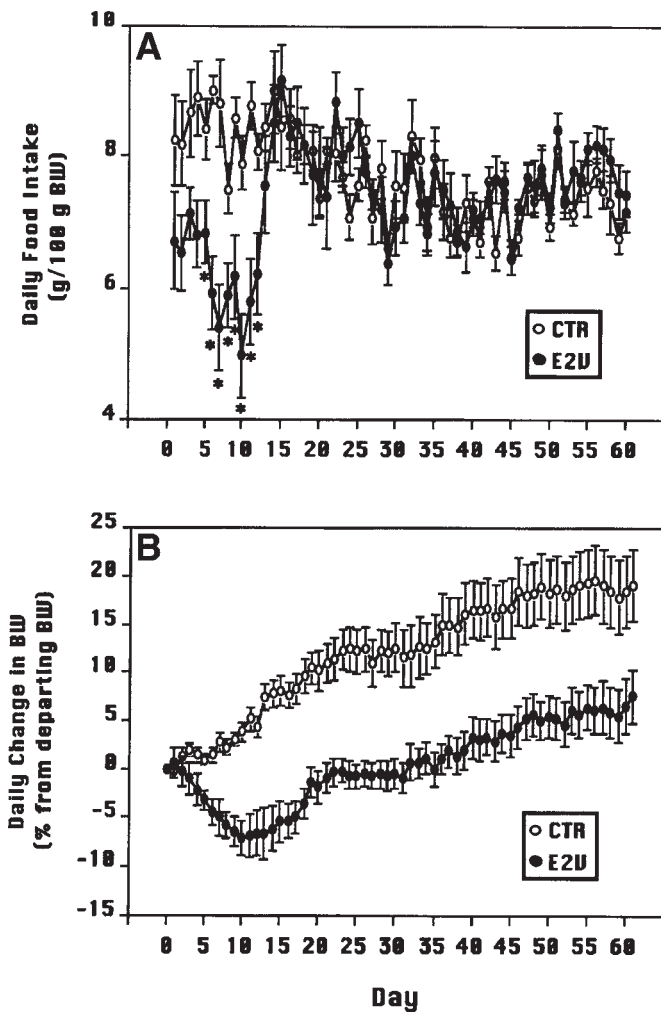 A
Daily Food Intake
(g/100 g BW)
10
8
6
4
CTR
E2V
* * * * * * * *
0 5 10 15 20 25 30 35 40 45 50 55 60
B
Daily Change in BW
(% from departing BW)
25
20
15
10
5
0
-5
-10
-15
CTR
E2V
0 5 10 15 20 25 30 35 40 45 50 55 60
Day